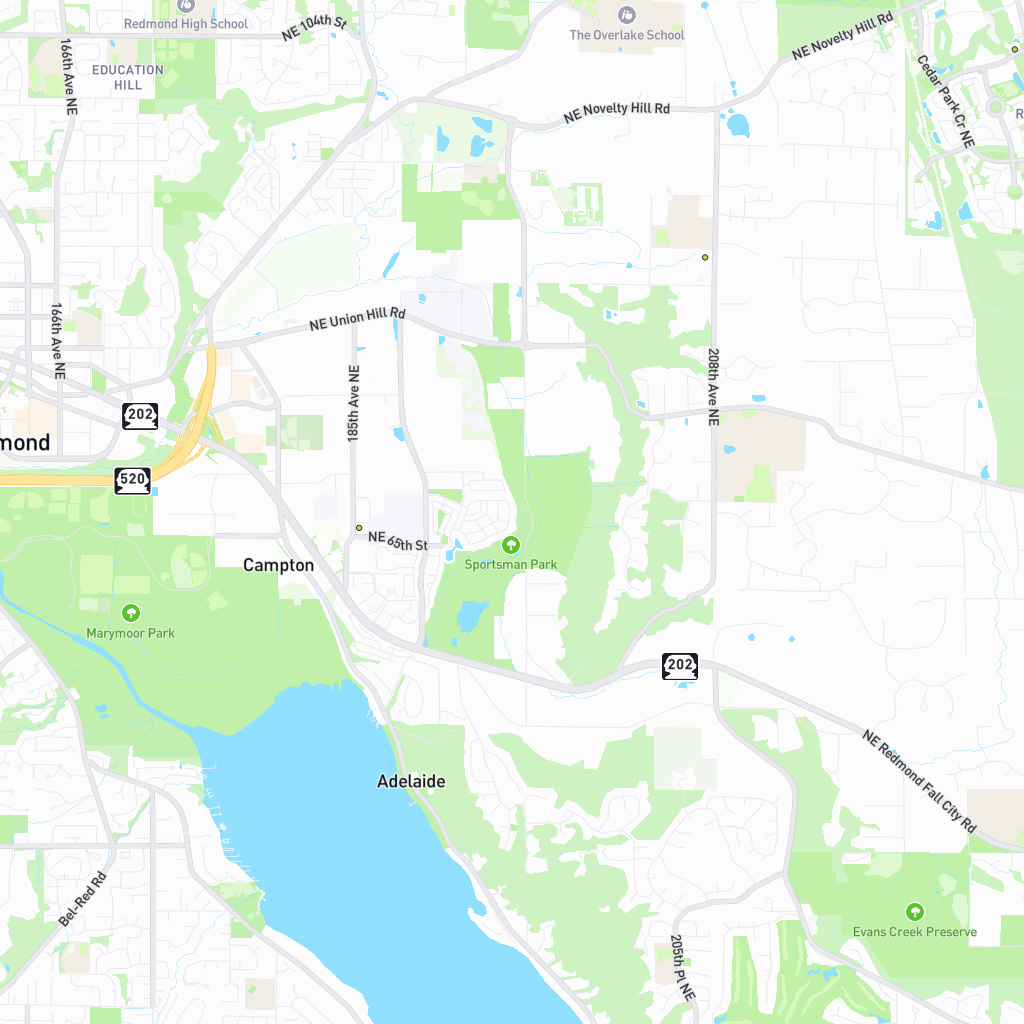 Redmond High School
NE 104th St
166th Ave NE
EDUCATION
HILL
The Overlake School
NE Novelty Hill Rd
NE Novelty Hill Rd
Cedar Park Cr NE
R
166th Ave NE
NE Union Hill Rd
185th Ave NE
208th Ave NE
202
mond
520
NE 65th St
Sportsman Park
Campton
Marymoor Park
202
NE Redmond Fall City Rd
Adelaide
Bel-Red Rd
Evans Creek Preserve
205th Pl NE